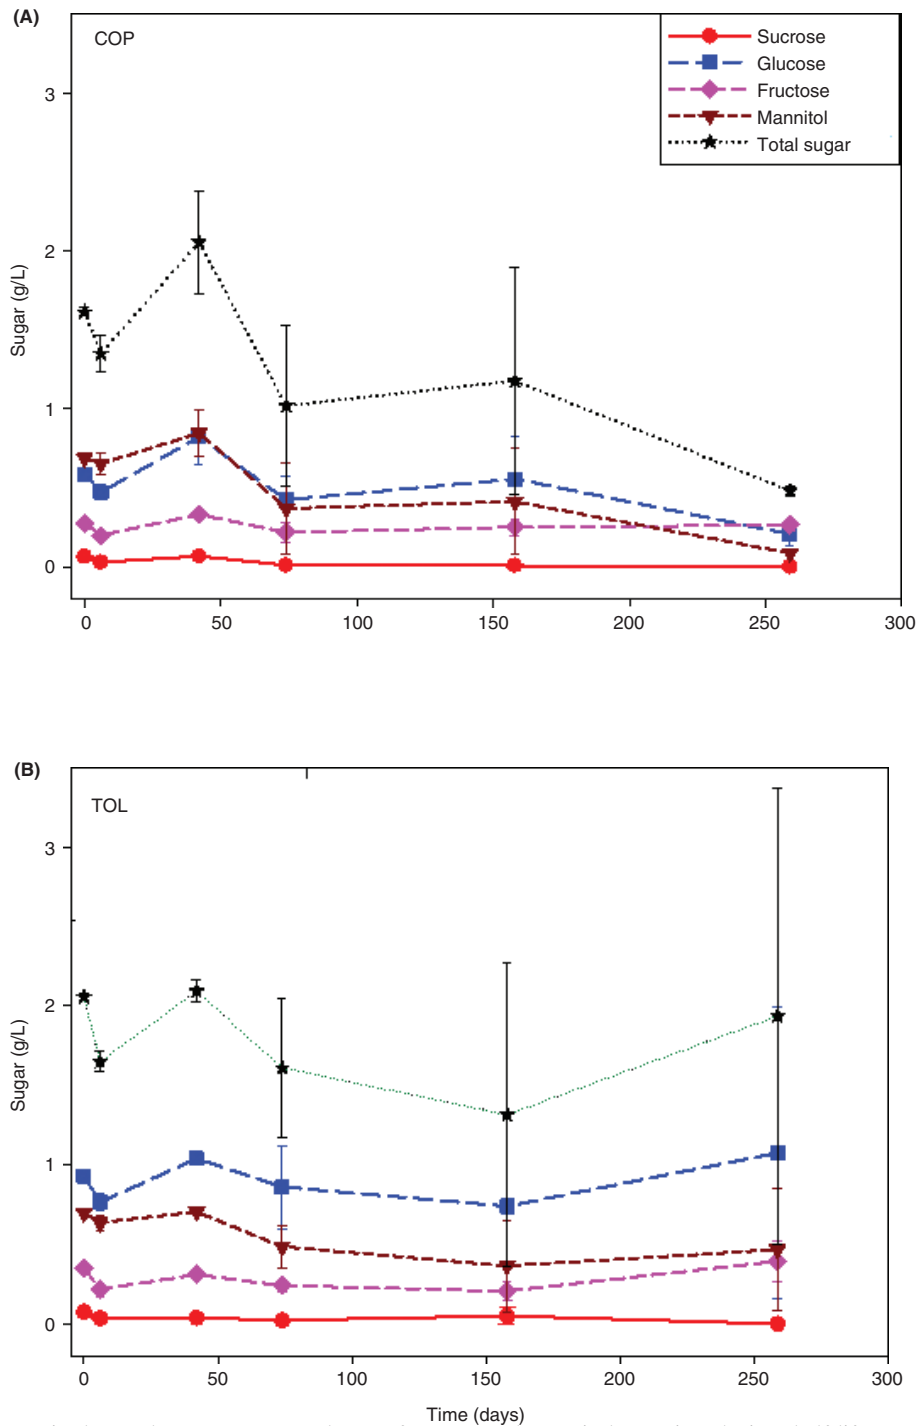 (A)
COP
Sucrose
Glucose
Fructose
Mannitol
Total sugar
3
2
1
0
Sugar (g/L)
0 50 100 150 200 250 300
(B)
TOL
3
2
1
0
Sugar (g/L)
0 50 100 150 200 250 300
Time (days)